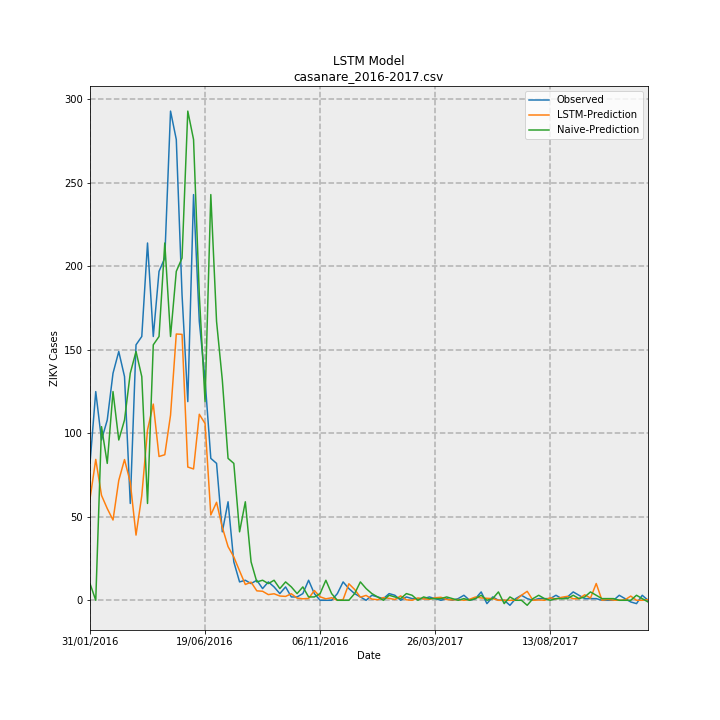 LSTM Model
casanare_2016-2017.csv
Observed
LSTM-Prediction
Naive-Prediction
300
250
200
150
100
50
0
ZIKV Cases
31/01/2016
19/06/2016
06/11/2016
26/03/2017
13/08/2017
Date